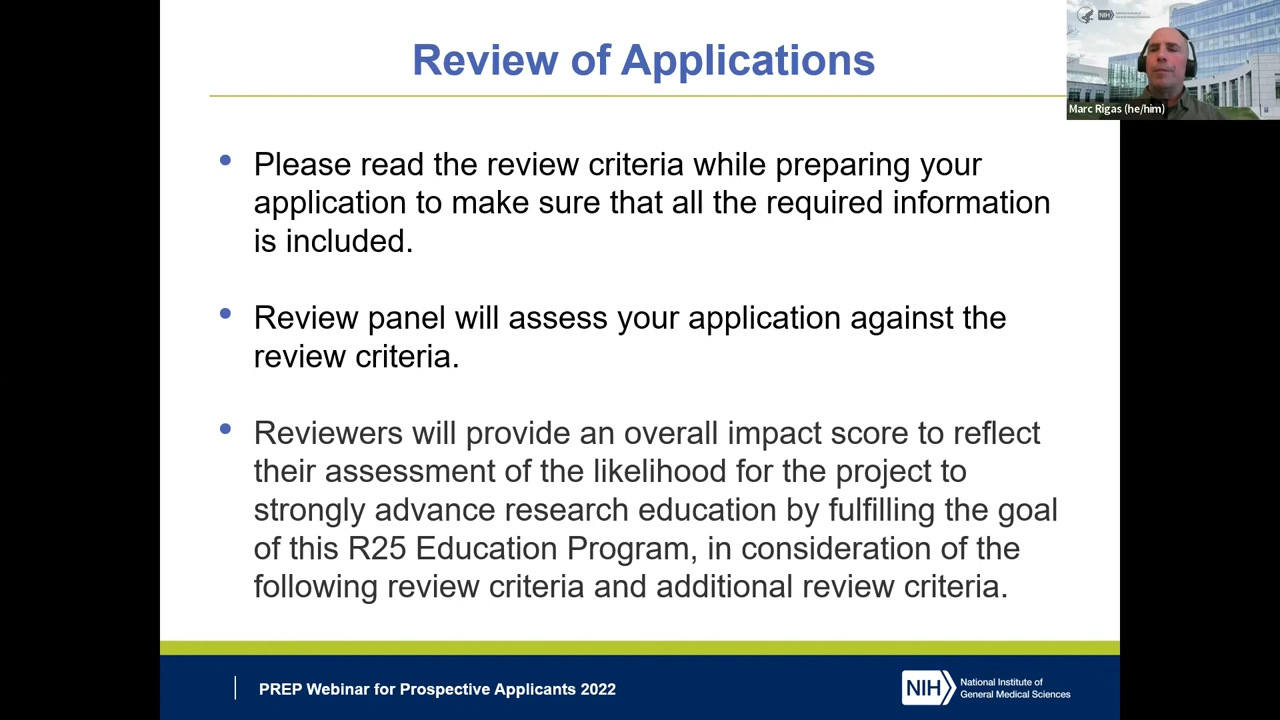 Review of Applications
NIH
Marc Rigas (he/him)
• Please read the review criteria while preparing your
application to make sure that all the required information
is included.
• Review panel will assess your application against the
review criteria.
• Reviewers will provide an overall impact score to reflect
their assessment of the likelihood for the project to
strongly advance research education by fulfilling the goal
of this R25 Education Program, in consideration of the
following review criteria and additional review criteria.
PREP Webinar for Prospective Applicants 2022
NIH
National Institute of
General Medical Sciences